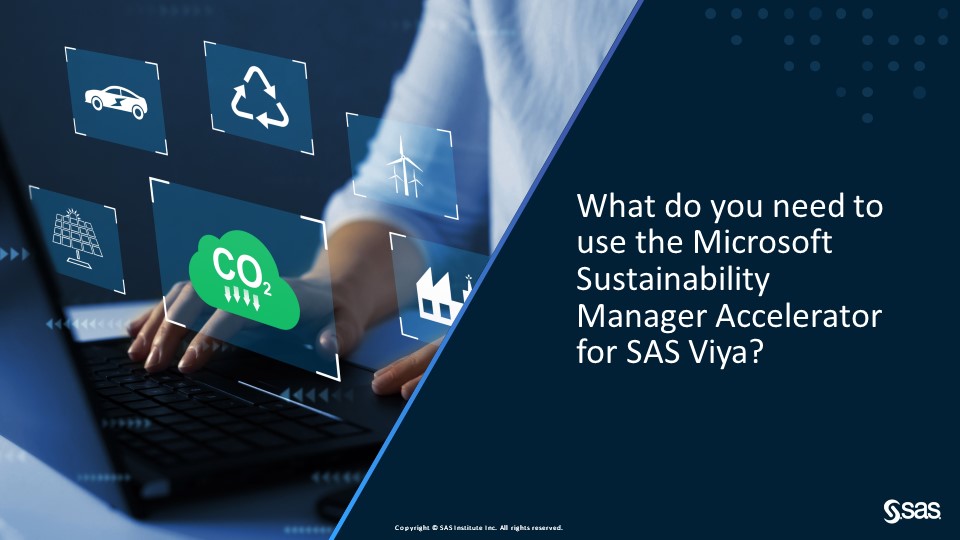 CO2
What do you need to
use the Microsoft
Sustainability
Manager Accelerator
for SAS Viya?
Copyright © SAS Institute Inc. All rights reserved.
sas